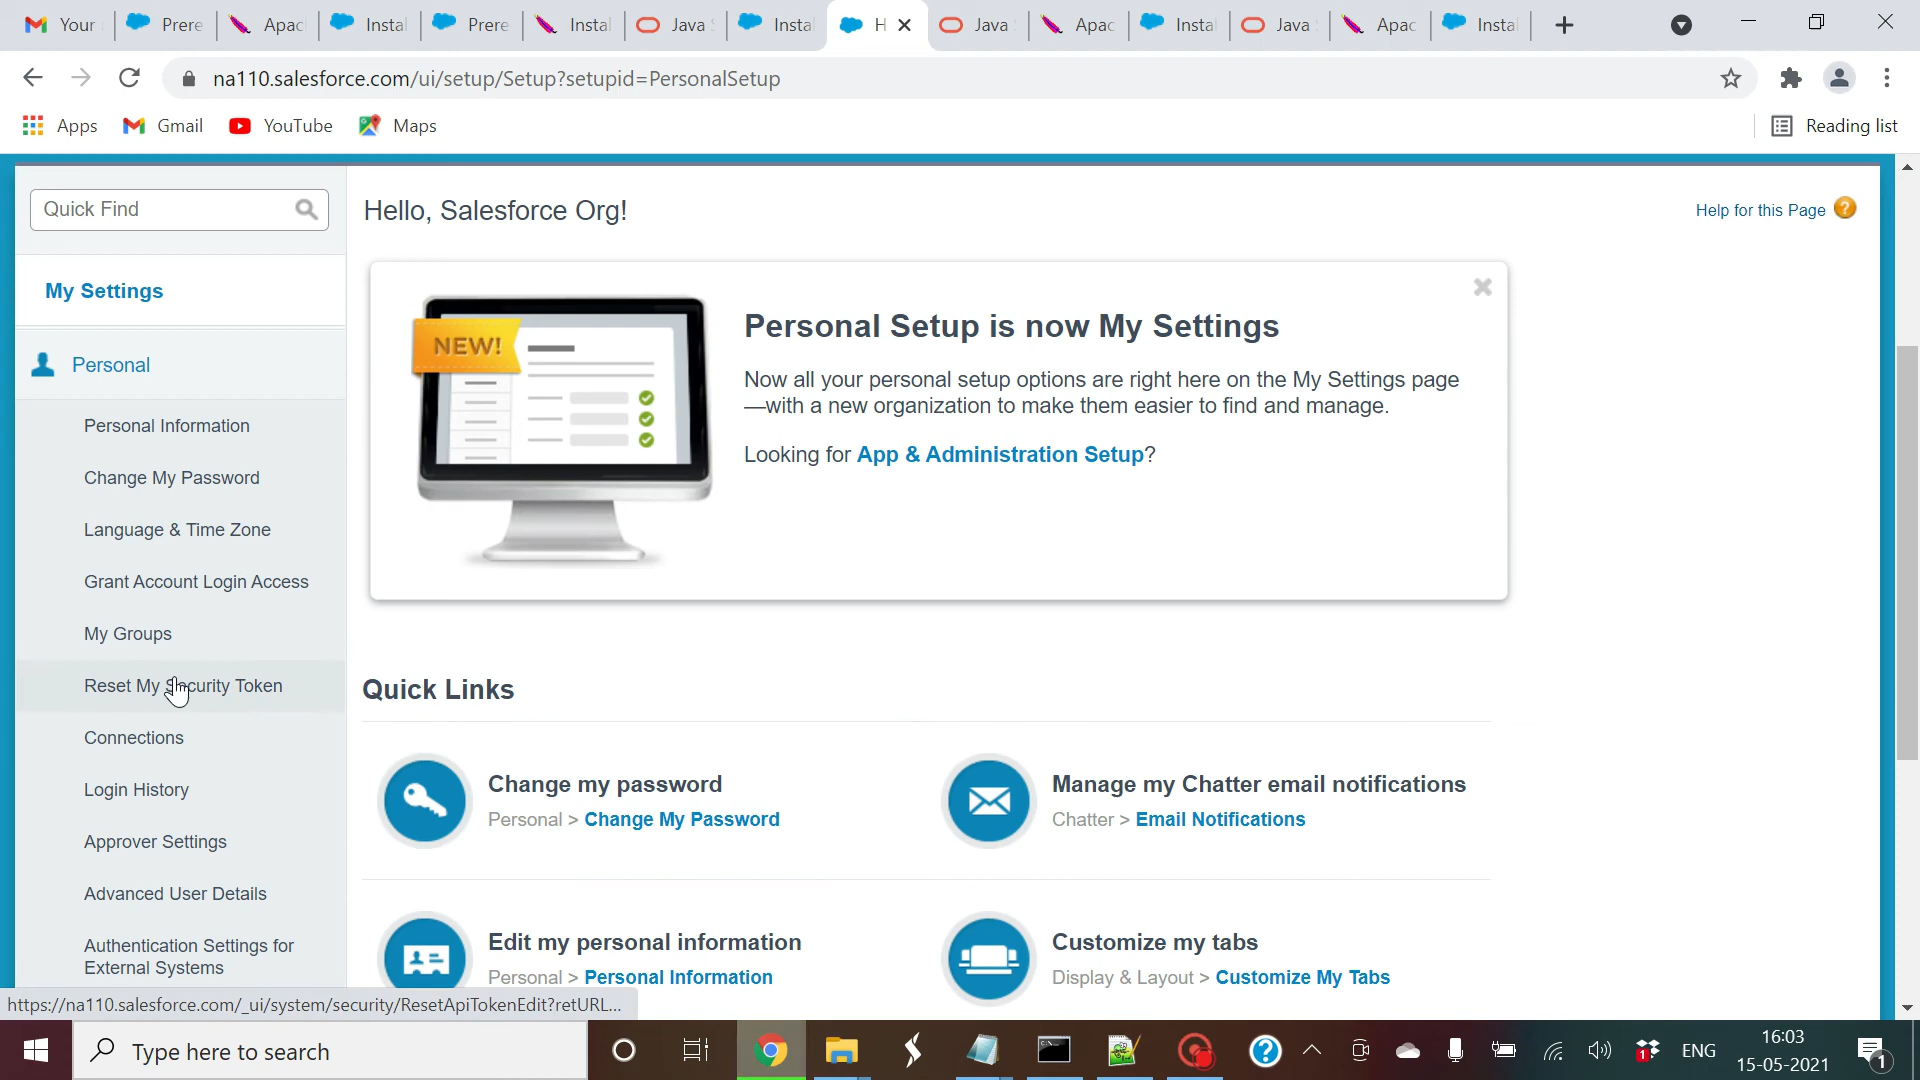 Your
Prere
Apac
Instal
Prere
Instal
Java S
Instal
H
Java
Apac
Instal
Java
Apac
Instal
na110.salesforce.com/ui/setup/Setup?setupid=PersonalSetup
Apps
Gmail
YouTube
Maps
Reading list
Quick Find
Hello, Salesforce Org!
Help for this Page ?
My Settings
Personal
Personal Information
Change My Password
Language & Time Zone
Grant Account Login Access
My Groups
Reset My Security Token
Connections
Login History
Approver Settings
Advanced User Details
Authentication Settings for
External Systems
NEW!
Personal Setup is now My Settings
Now all your personal setup options are right here on the My Settings page
—with a new organization to make them easier to find and manage.
Looking for App & Administration Setup?
Quick Links
Change my password
Personal > Change My Password
Manage my Chatter email notifications
Chatter > Email Notifications
Edit my personal information
Personal > Personal Information
Customize my tabs
Display & Layout > Customize My Tabs
https://na110.salesforce.com/_ui/system/security/ResetApiTokenEdit?retURL...
Type here to search
1
ENG
16:03
15-05-2021
1